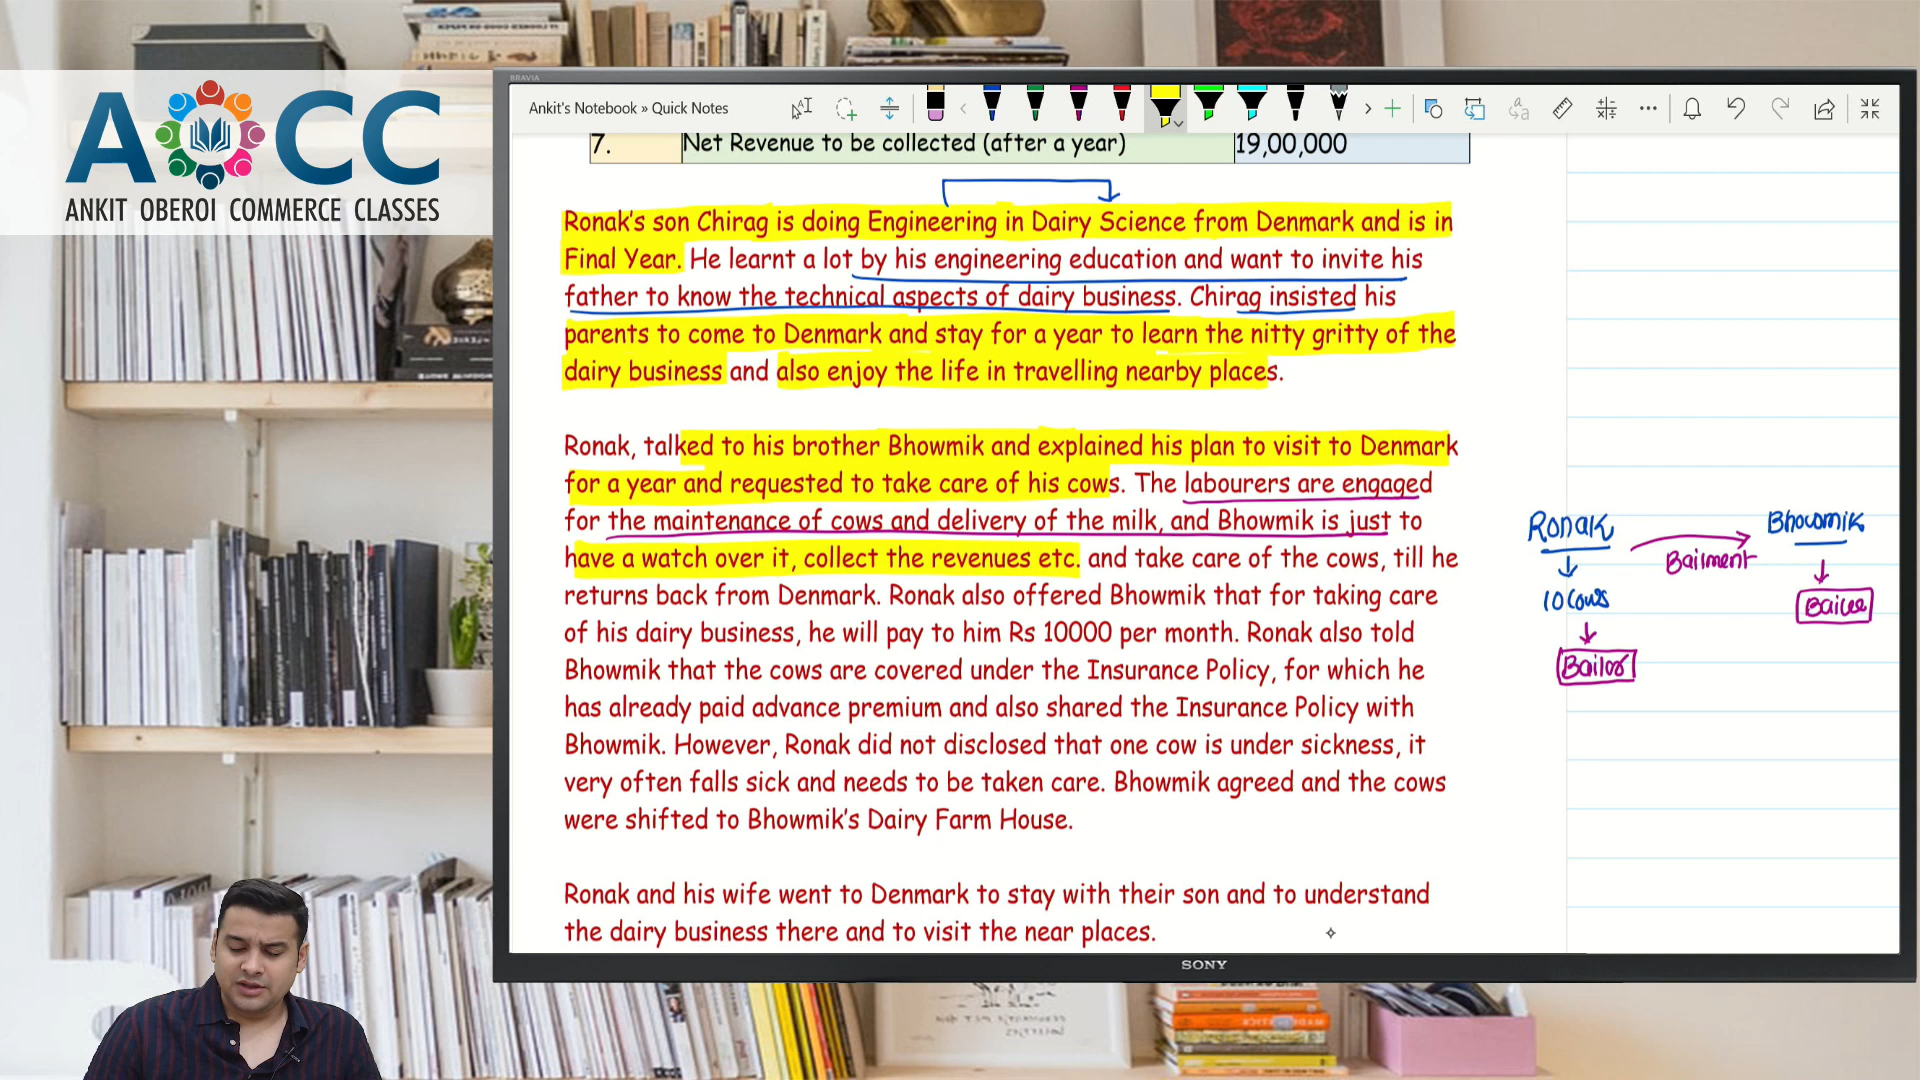 AOCC
ANKIT OBEROI COMMERCE CLASSES
BRAVIA
Ankit's Notebook » Quick Notes
7. Net Revenue to be collected (after a year) 19,00,000
Ronak's son Chirag is doing Engineering in Dairy Science from Denmark and is in
Final Year. He learnt a lot by his engineering education and want to invite his
father to know the technical aspects of dairy business. Chirag insisted his
parents to come to Denmark and stay for a year to learn the nitty gritty of the
dairy business and also enjoy the life in travelling nearby places.
Ronak, talked to his brother Bhowmik and explained his plan to visit to Denmark
for a year and requested to take care of his cows. The labourers are engaged
for the maintenance of cows and delivery of the milk, and Bhowmik is just to
have a watch over it, collect the revenues etc. and take care of the cows, till he
returns back from Denmark. Ronak also offered Bhowmik that for taking care
of his dairy business, he will pay to him Rs 10000 per month. Ronak also told
Bhowmik that the cows are covered under the Insurance Policy, for which he
has already paid advance premium and also shared the Insurance Policy with
Bhowmik. However, Ronak did not disclosed that one cow is under sickness, it
very often falls sick and needs to be taken care. Bhowmik agreed and the cows
were shifted to Bhowmik's Dairy Farm House.
Ronak and his wife went to Denmark to stay with their son and to understand
the dairy business there and to visit the near places.
Ronak Bhowmik
Bailment
10 Cows Bailee
Bailor
SONY